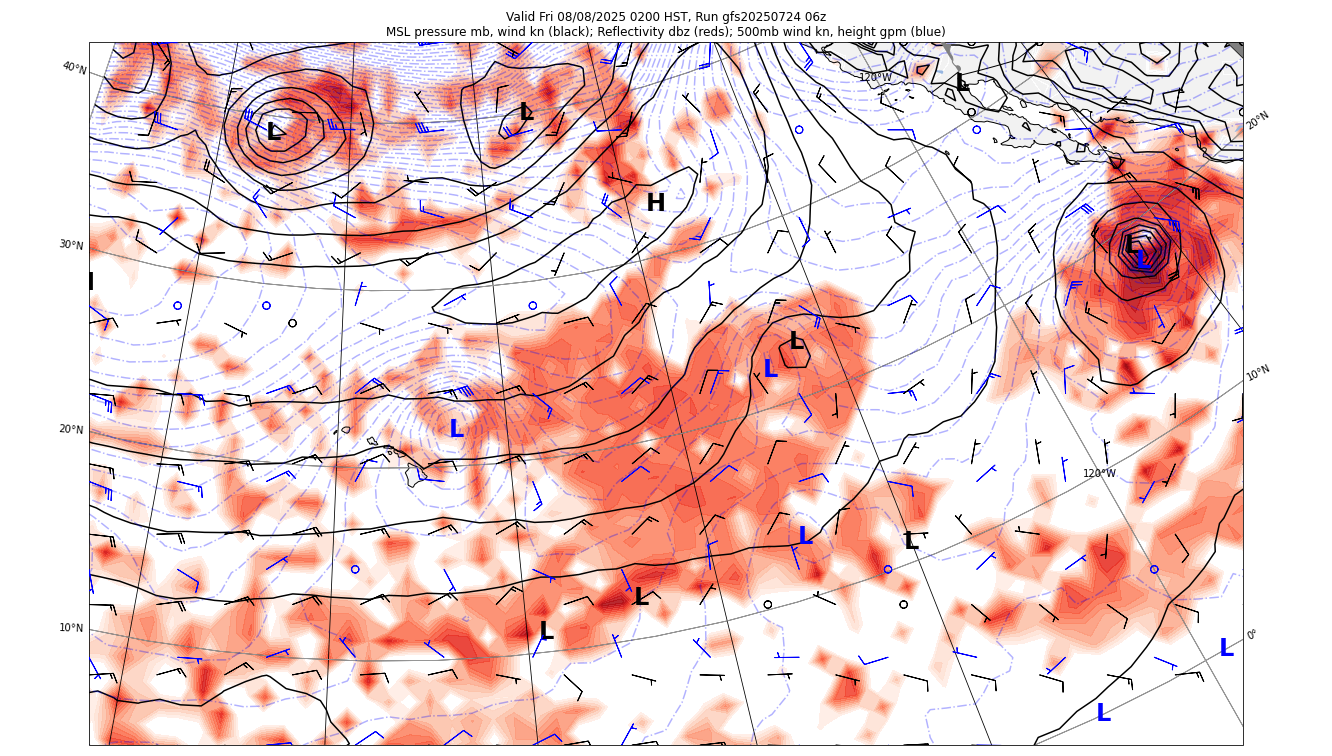 Valid Fri 08/08/2025 0200 HST, Run gfs20250724 06z
MSL pressure mb, wind kn (black); Reflectivity dbz (reds); 500mb wind kn, height gpm (blue)
40°N
120°W
L
20°N
L
L
H
30°N
L
L
L
L
10°N
20°N
L
120°W
L
L
L
10°N
L
0°
L
L